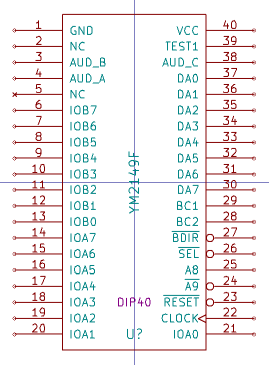 1 GND VCC 40
2 NC TEST1 39
3 AUD_B AUD_C 38
4 AUD_A DA0 37
5 NC DA1 36
6 IOB7 DA2 35
7 IOB6 DA3 34
8 IOB5 DA4 33
9 IOB4 DA5 32
10 IOB3 DA6 31
11 IOB2 DA7 30
12 IOB1 BC1 29
13 IOB0 BC2 28
14 IOA7 BDIR 27
15 IOA6 SEL 26
16 IOA5 A8 25
17 IOA4 A9 24
18 IOA3 DIP40 RESET 23
19 IOA2 CLOCK 22
20 IOA1 U? IOA0 21
YM2149F